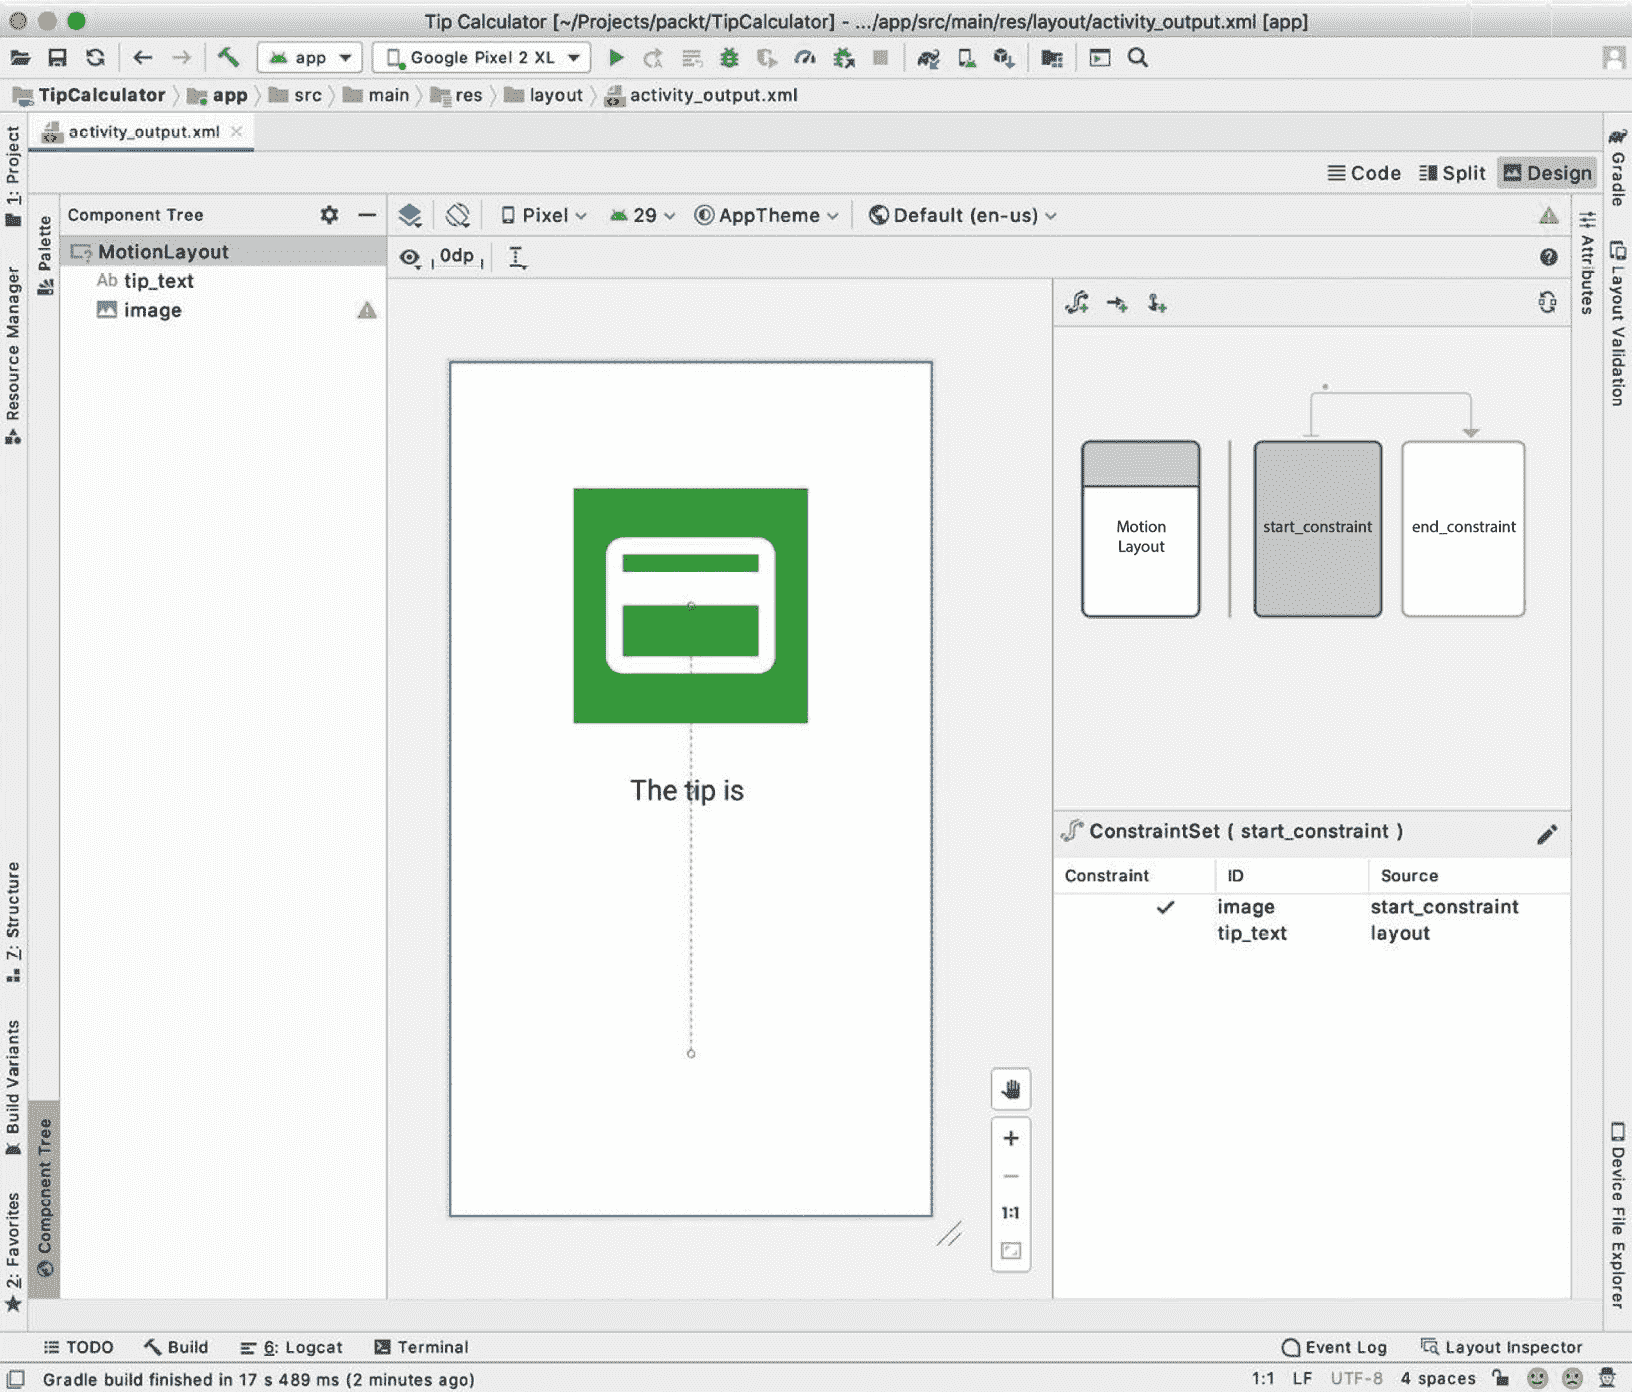 Tip Calculator [~/Projects/packt/TipCalculator] - .../app/src/main/res/layout/activity_output.xml [app]
app Google Pixel 2 XL
TipCalculator app src main res layout activity_output.xml
activity_output.xml
Code Split Design
Component Tree Pixel 29 AppTheme Default (en-us)
MotionLayout 0dp
Ab tip_text
image
Motion
Layout
start_constraint
end_constraint
The tip is
ConstraintSet ( start_constraint )
Constraint ID Source
image start_constraint
tip_text layout
1:1
1: Project
Resource Manager
7: Structure
Build Variants
2: Favorites
Palette
Component Tree
Attributes
Gradle
Layout Validation
Device File Explorer
TODO Build 6: Logcat Terminal Event Log Layout Inspector
Gradle build finished in 17 s 489 ms (2 minutes ago) 1:1 LF UTF-8 4 spaces